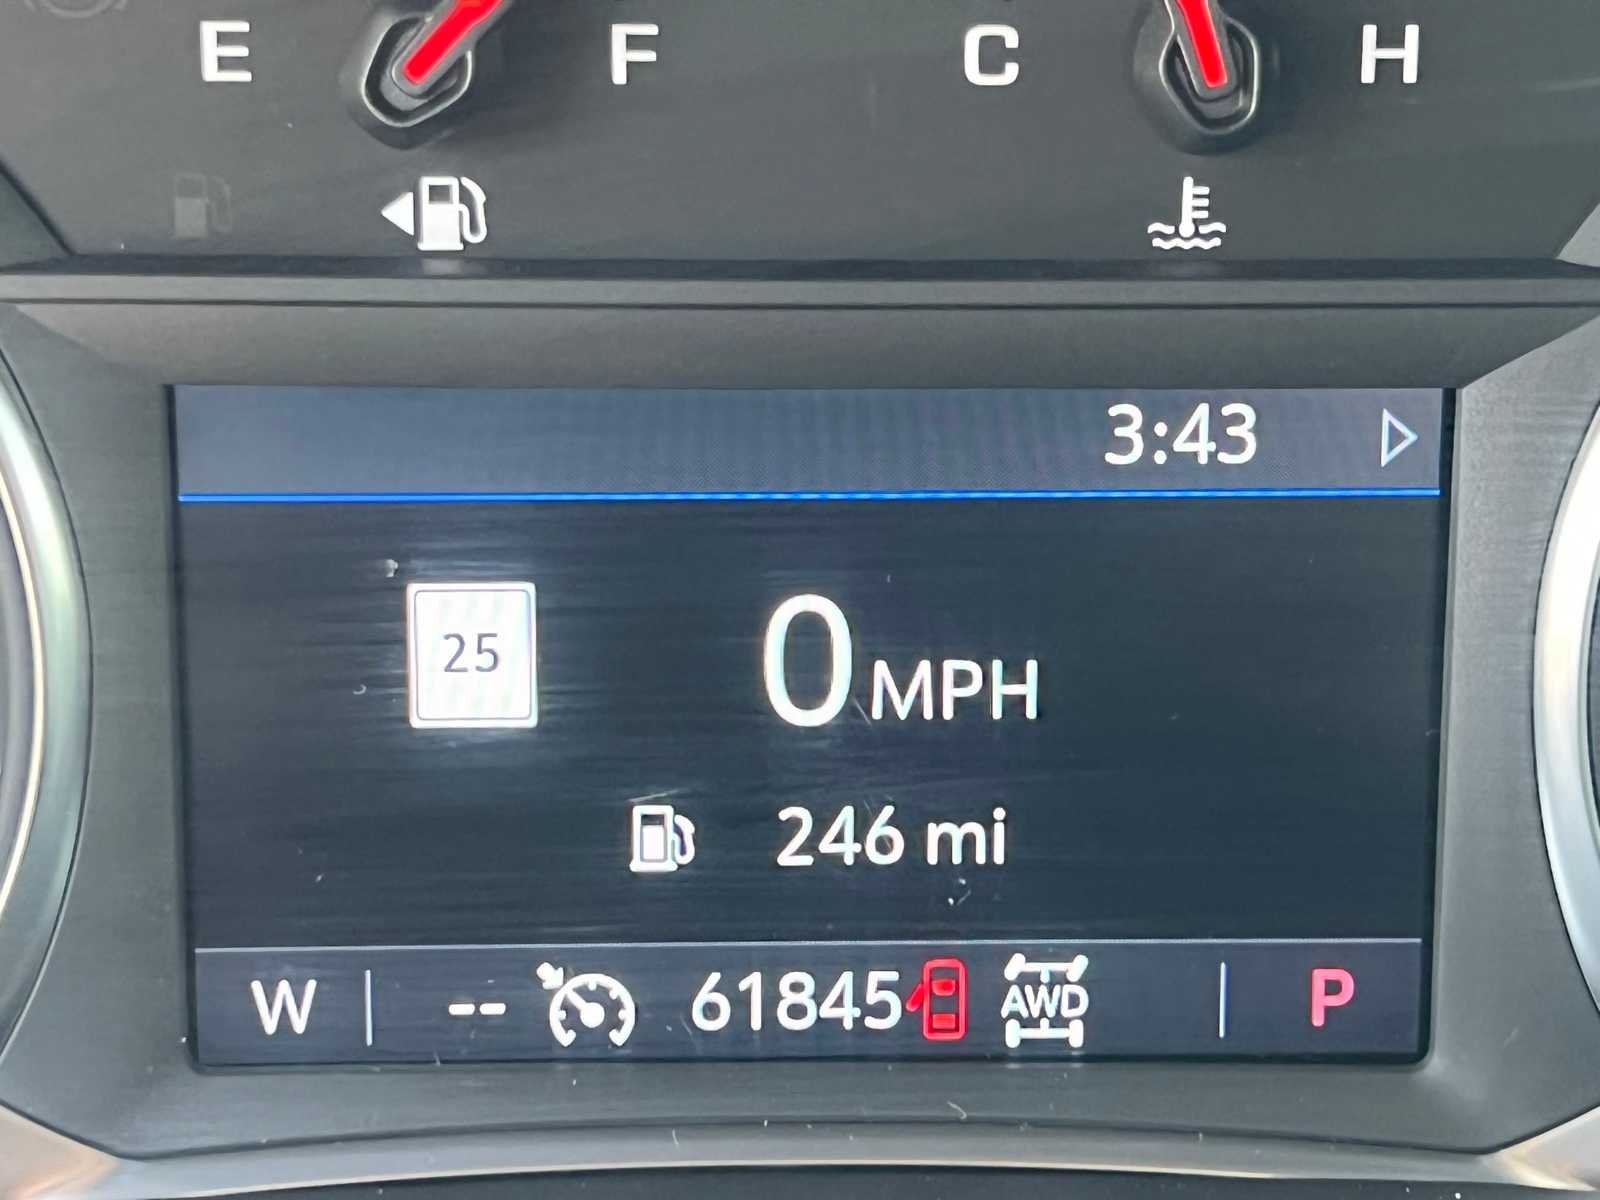 E F C H
3:43
25 0 MPH
246 mi
W -- 61845 AWD P